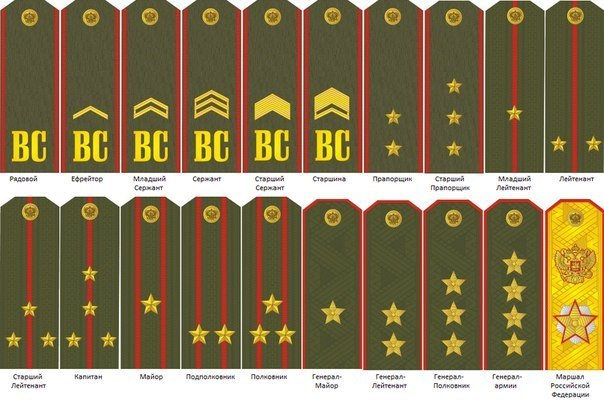 ВС ВС ВС ВС ВС ВС
Рядовой Ефрейтор Младший Сержант Старший Старшина Прапорщик Старший Младший Лейтенант
Сержант Сержант Прапорщик Лейтенант
Старший Капитан Майор Подполковник Полковник Генерал- Генерал- Генерал- Генерал- Маршал
Лейтенант Майор Лейтенант Полковник армии Российской
Федерации